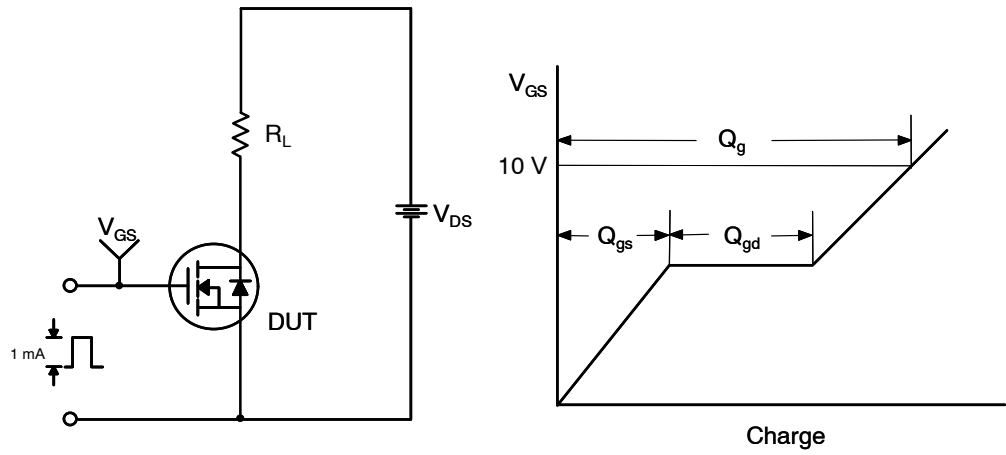 R_L
V_GS
V_DS
DUT
1 mA
V_GS
Q_g
10 V
Q_gs
Q_gd
Charge